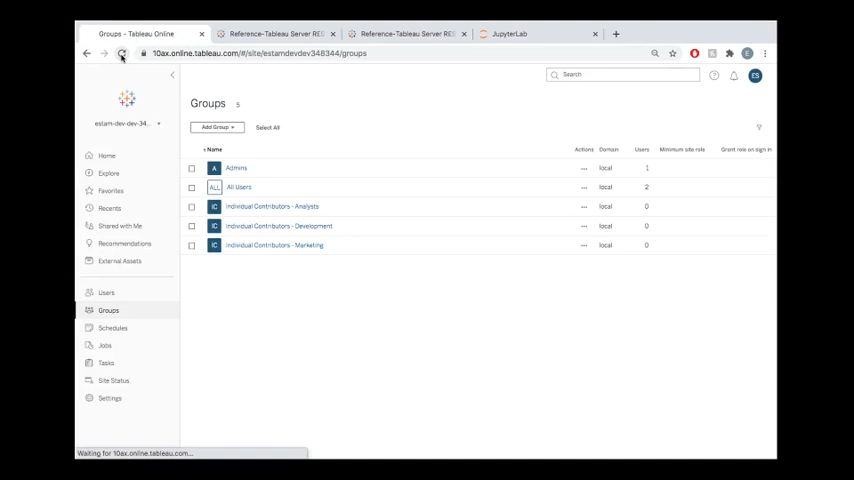 Groups - Tableau Online
Reference-Tableau Server RES
Reference-Tableau Server RES
JupyterLab
10ax.online.tableau.com/#/site/estamdevdev348344/groups
E
Search
ES
estam-dev-dev-34...
Home
Explore
Favorites
Recents
Shared with Me
Recommendations
External Assets
Users
Groups
Schedules
Jobs
Tasks
Site Status
Settings
Groups 5
Add Group
Select All
Name Actions Domain Users Minimum site role Grant role on sign in
A Admins ... local 1
ALL All Users ... local 2
IC Individual Contributors - Analysts ... local 0
IC Individual Contributors - Development ... local 0
IC Individual Contributors - Marketing ... local 0
Waiting for 10ax.online.tableau.com...